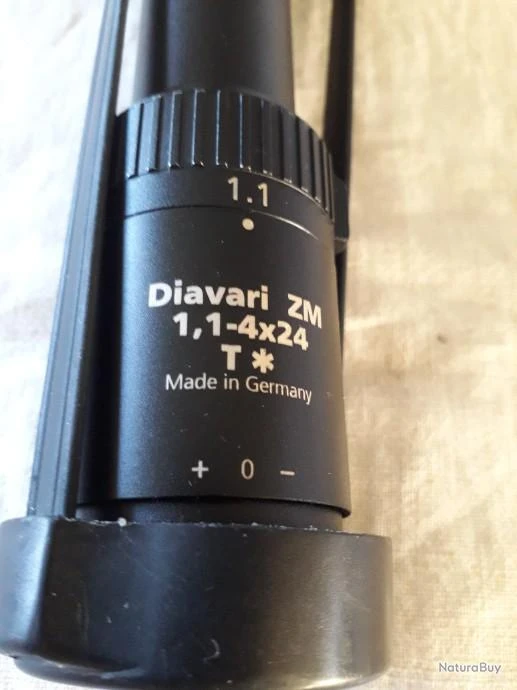 1.1
Diavari ZM
1,1-4x24
T *
Made in Germany
+ 0 -
NaturaBuy